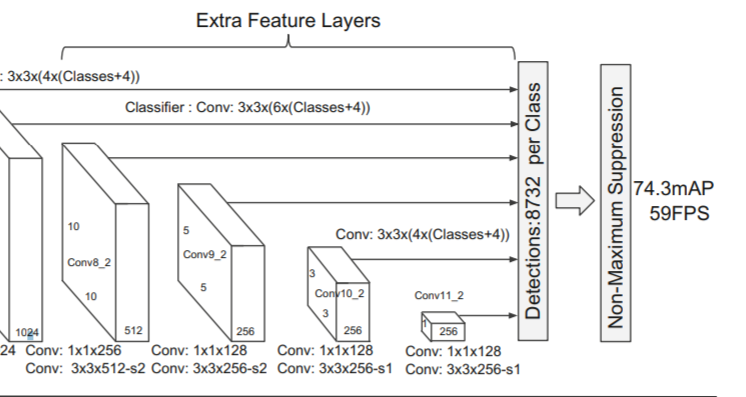 Extra Feature Layers
: 3x3x(4x(Classes+4))
Classifier : Conv: 3x3x(6x(Classes+4))
Conv: 3x3x(4x(Classes+4))
10
Conv8_2
10
5
Conv9_2
5
3
Conv10_2
3
Conv11_2
1
1024
512
256
256
256
24
Conv: 1x1x256
Conv: 3x3x512-s2
Conv: 1x1x128
Conv: 3x3x256-s2
Conv: 1x1x128
Conv: 3x3x256-s1
Conv: 1x1x128
Conv: 3x3x256-s1
Detections:8732 per Class
Non-Maximum Suppression
74.3mAP
59FPS